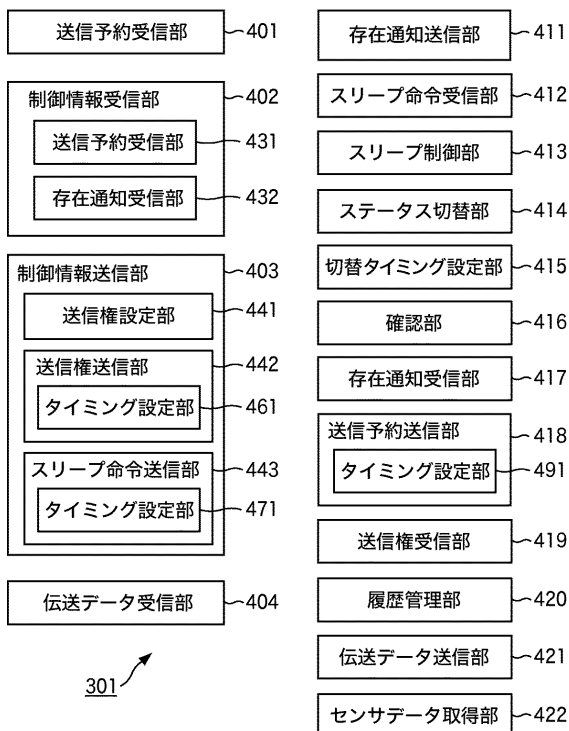 送信予約受信部 401
制御情報受信部 402
送信予約受信部 431
存在通知受信部 432
制御情報送信部 403
送信権設定部 441
送信権送信部 442
タイミング設定部 461
スリープ命令送信部 443
タイミング設定部 471
伝送データ受信部 404
301
存在通知送信部 411
スリープ命令受信部 412
スリープ制御部 413
ステータス切替部 414
切替タイミング設定部 415
確認部 416
存在通知受信部 417
送信予約送信部 418
タイミング設定部 491
送信権受信部 419
履歴管理部 420
伝送データ送信部 421
センサデータ取得部 422